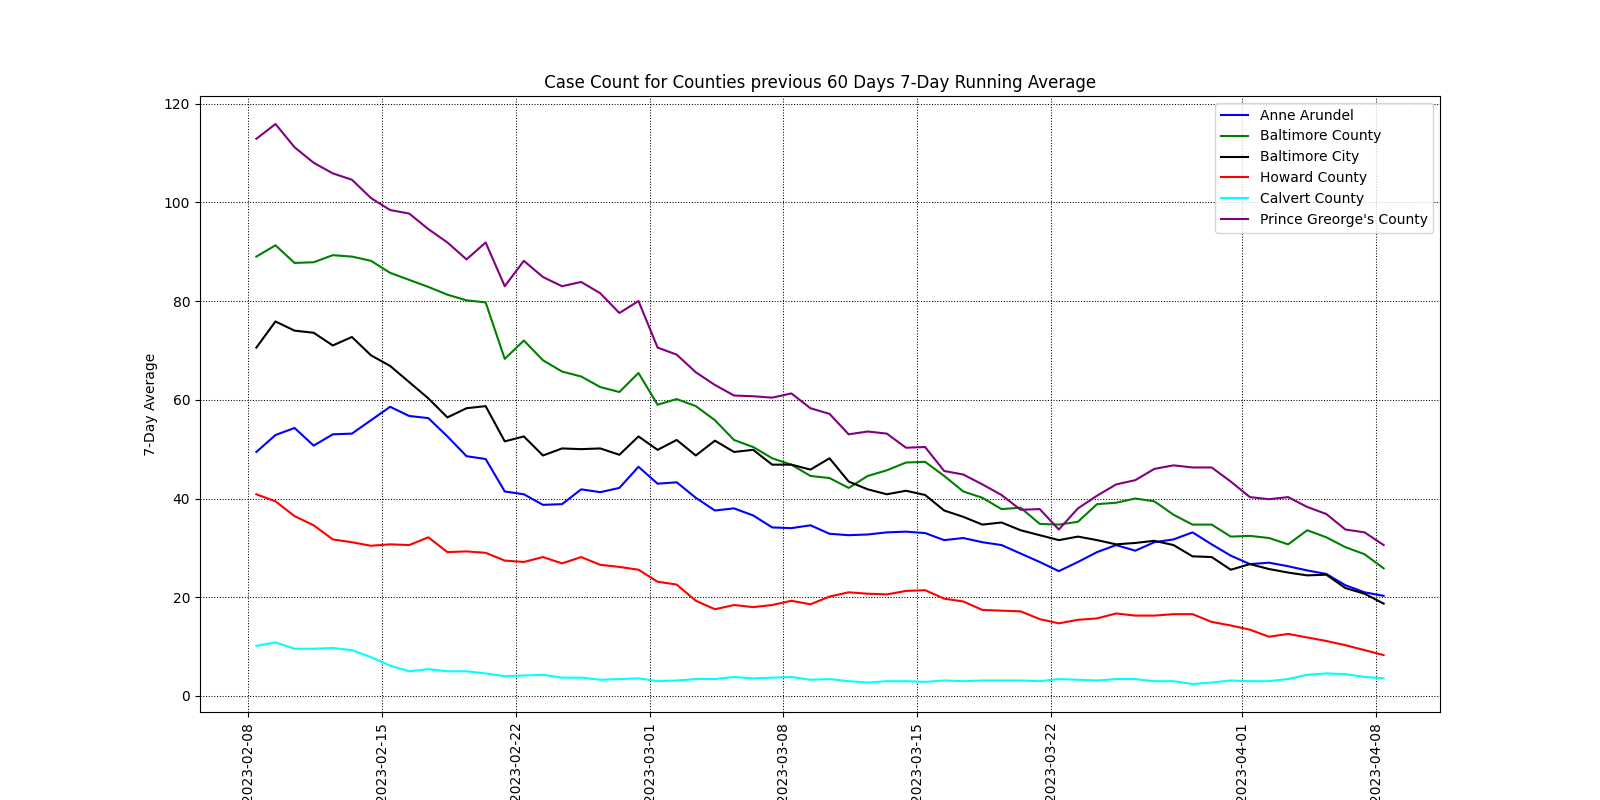 Case Count for Counties previous 60 Days 7-Day Running Average
120
100
80
60
40
20
0
7-Day Average
Anne Arundel
Baltimore County
Baltimore City
Howard County
Calvert County
Prince Greorge's County
2023-02-08
2023-02-15
2023-02-22
2023-03-01
2023-03-08
2023-03-15
2023-03-22
2023-04-01
2023-04-08